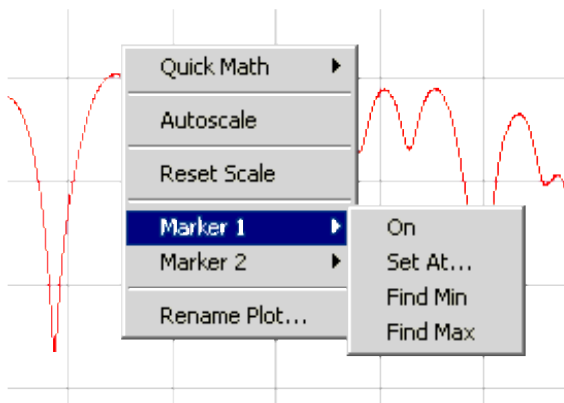 Quick Math
Autoscale
Reset Scale
Marker 1
Marker 2
Rename Plot...
On
Set At...
Find Min
Find Max